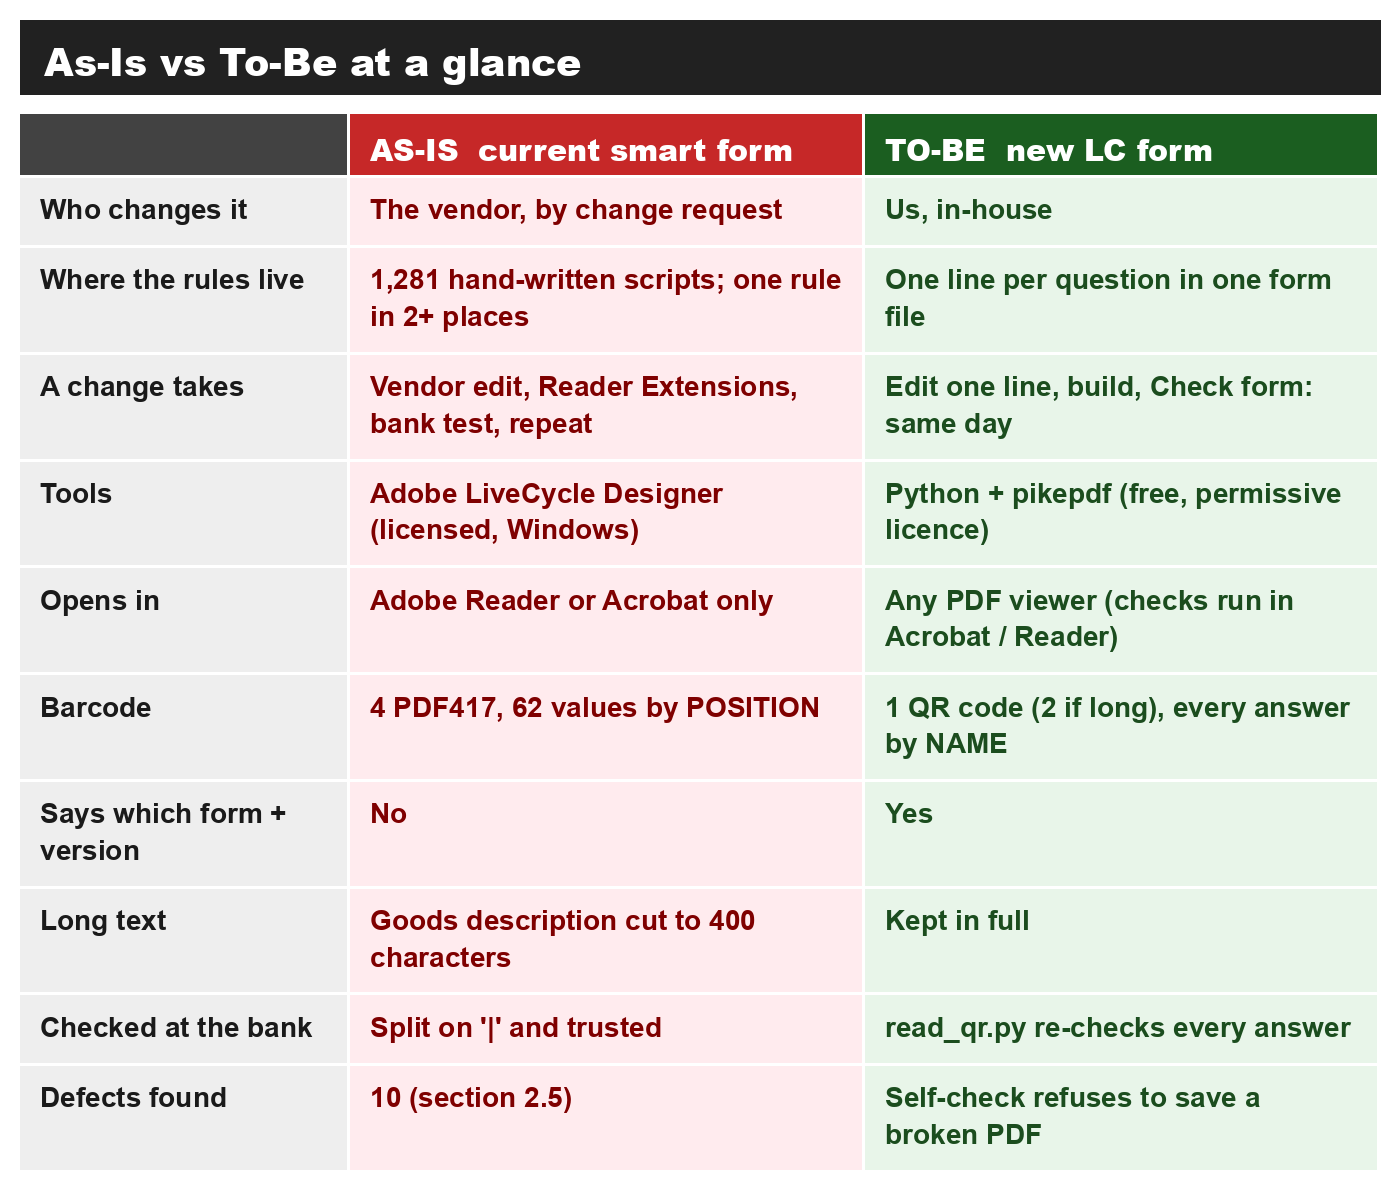 As-Is vs To-Be at a glance
AS-IS  current smart form
TO-BE  new LC form
Who changes it
The vendor, by change request
Us, in-house
Where the rules live
1,281 hand-written scripts; one rule
in 2+ places
One line per question in one form
file
A change takes
Vendor edit, Reader Extensions,
bank test, repeat
Edit one line, build, Check form:
same day
Tools
Adobe LiveCycle Designer
(licensed, Windows)
Python + pikepdf (free, permissive
licence)
Opens in
Adobe Reader or Acrobat only
Any PDF viewer (checks run in
Acrobat / Reader)
Barcode
4 PDF417, 62 values by POSITION
1 QR code (2 if long), every answer
by NAME
Says which form +
version
No
Yes
Long text
Goods description cut to 400
characters
Kept in full
Checked at the bank
Split on '|' and trusted
read_qr.py re-checks every answer
Defects found
10 (section 2.5)
Self-check refuses to save a
broken PDF